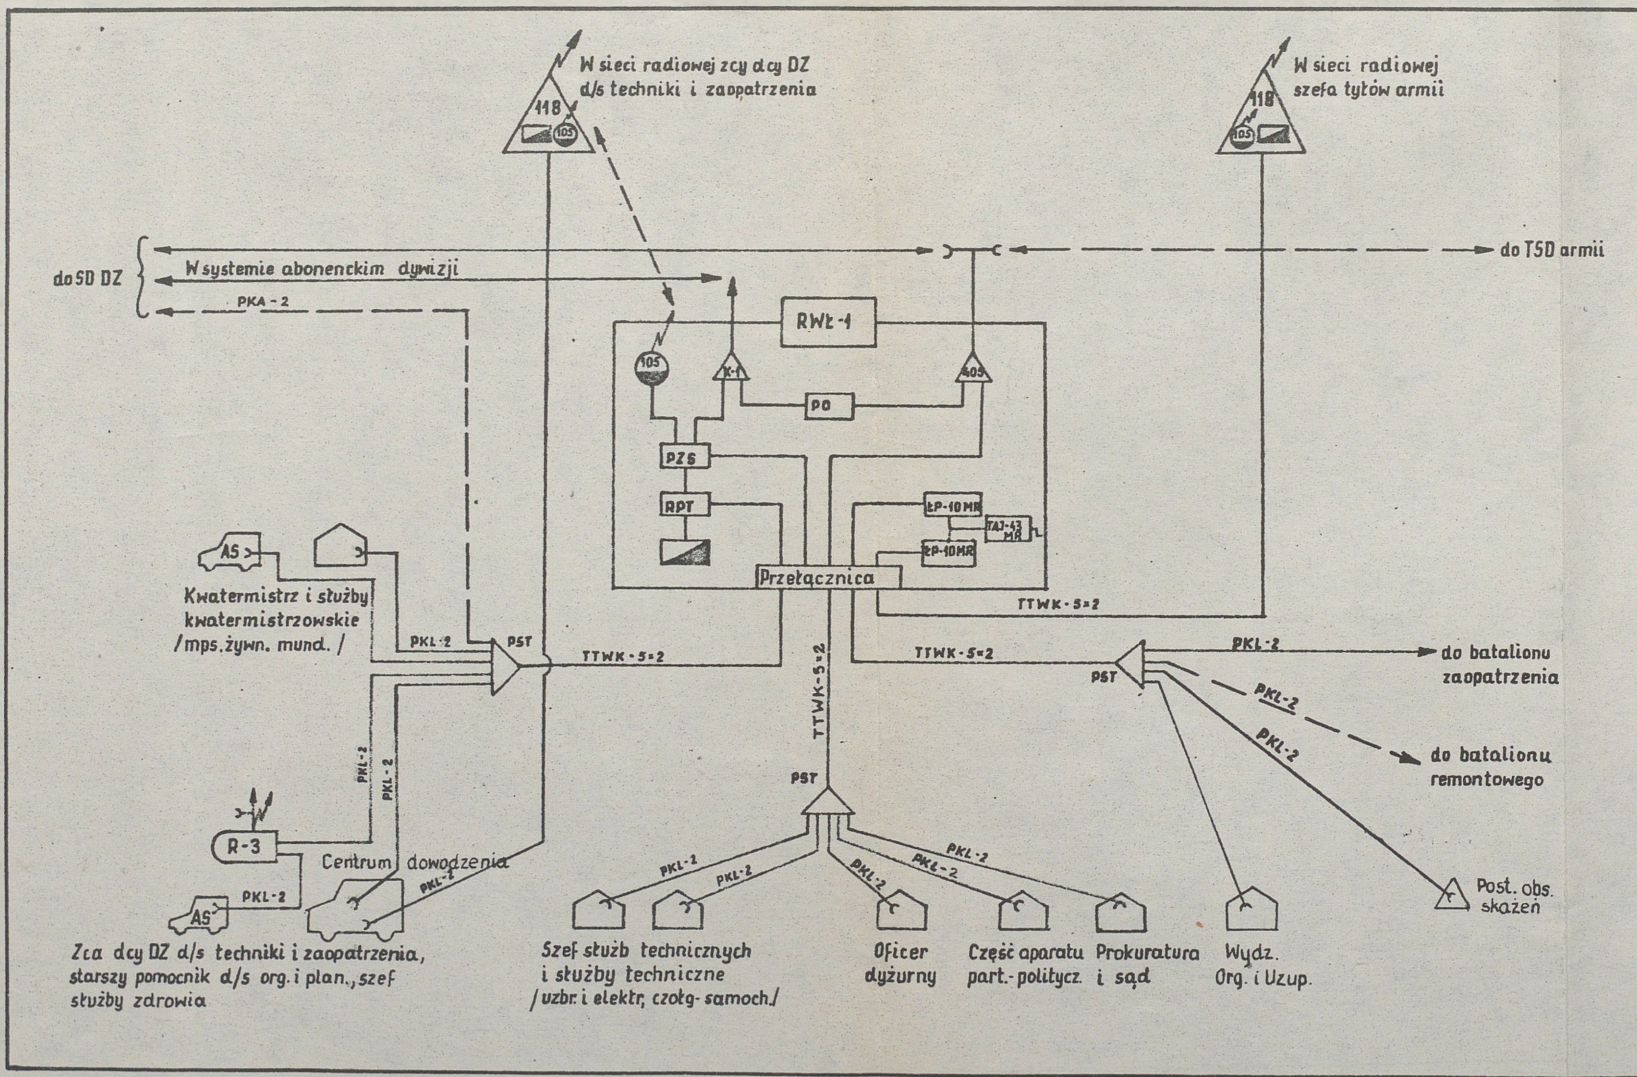 W sieci radiowej zcy dcy DZ
d/s techniki i zaopatrzenia
118
105
W sieci radiowej
szefa tyłów armii
118
105
do SD DZ
W systemie abonenckim dywizji
PKA-2
do TSD armii
RWŁ-1
105
K-1
405
PO
PZS
RPT
ŁP-10MR
TAJ-43
MR
ŁP-10MR
Przełącznica
TTWK-5=2
AS
Kwatermistrz i służby
kwatermistrzowskie
/mps. żywn. mund. /
PKL-2
PST
TTWK-5=2
TTWK-5=2
TTWK-5=2
PST
PKL-2
do batalionu
zaopatrzenia
PKL-2
do batalionu
remontowego
PKL-2
PKL-2
PKL-2
PST
R-3
Centrum dowodzenia
PKL-2
AS
PKL-2
PKL-2
PKL-2
PKL-2
PKL-2
PKL-2
Post. obs.
skażeń
Zca dcy DZ d/s techniki i zaopatrzenia,
starszy pomocnik d/s org. i plan., szef
służby zdrowia
Szef służb technicznych
i służby techniczne
/uzbr. i elektr, czołg-samoch./
Oficer
dyżurny
Część aparatu
part.-politycz.
Prokuratura
i sąd
Wydz.
Org. i Uzup.